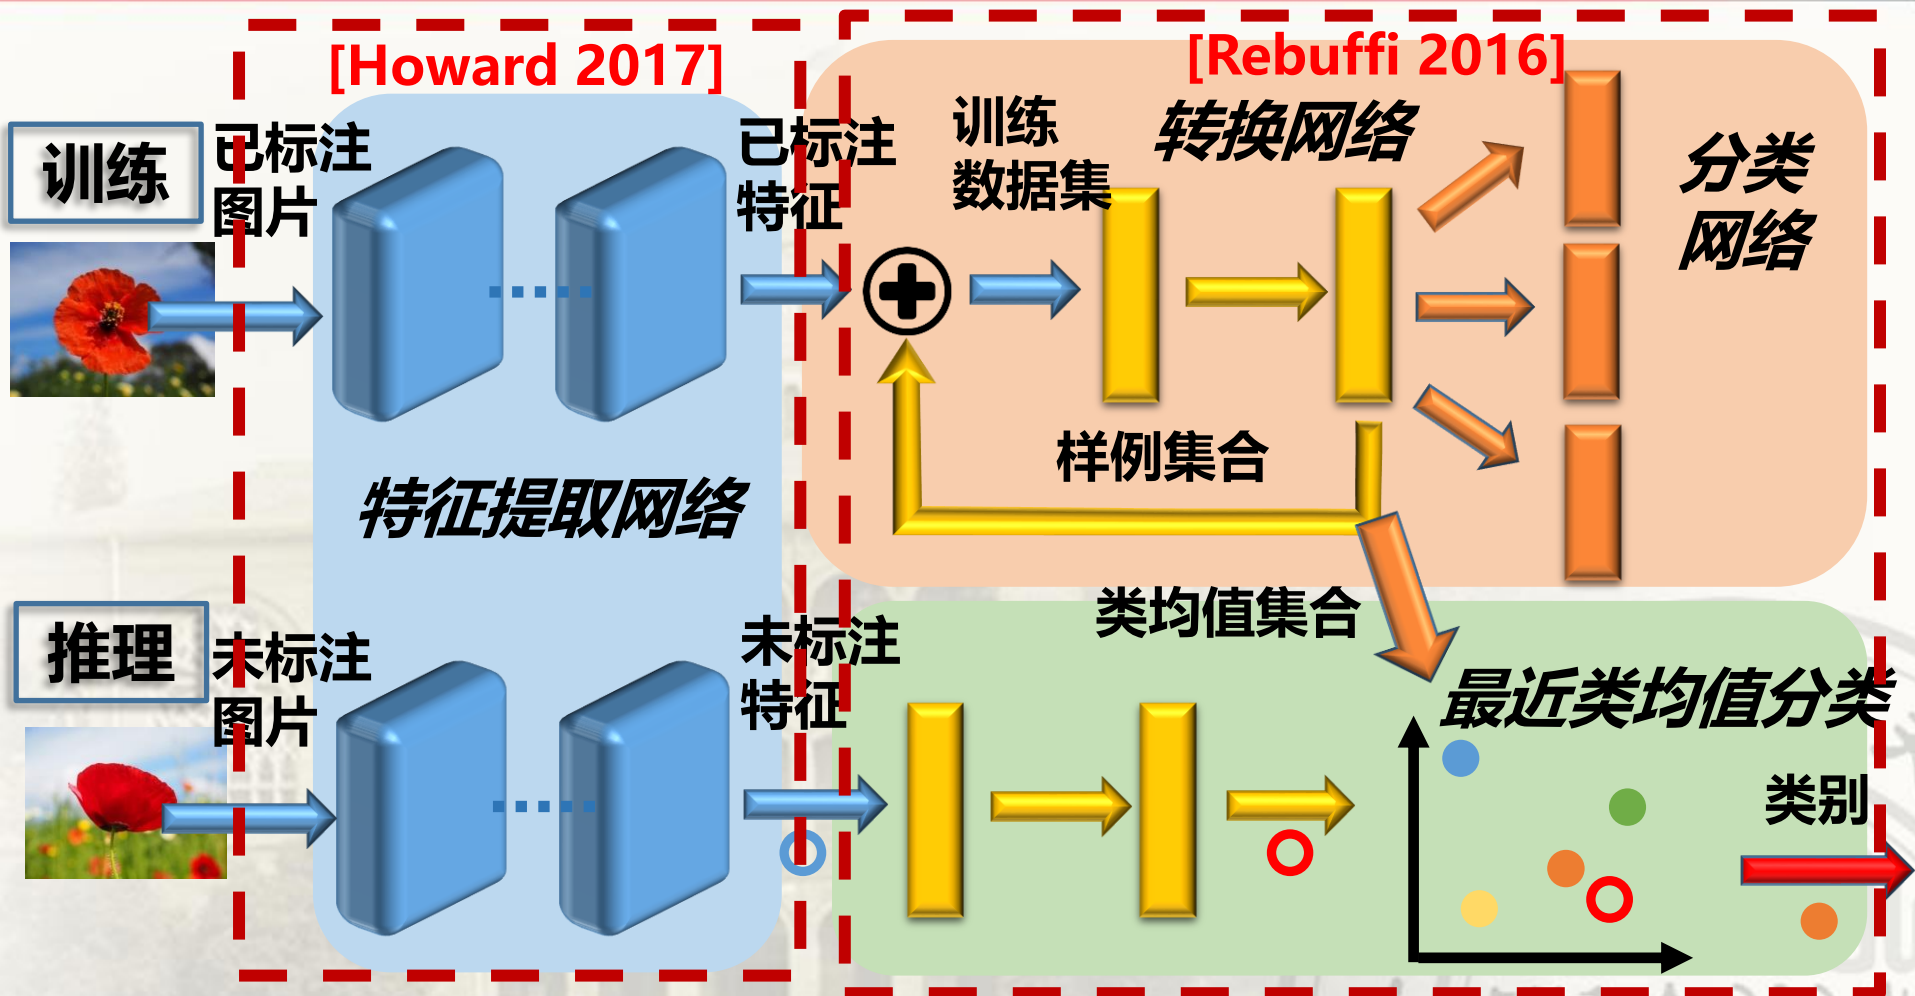 [Howard 2017]
[Rebuffi 2016]
训练
已标注
图片
已标注
特征
训练
数据集
转换网络
分类
网络
样例集合
特征提取网络
类均值集合
推理
未标注
图片
未标注
特征
最近类均值分类
类别